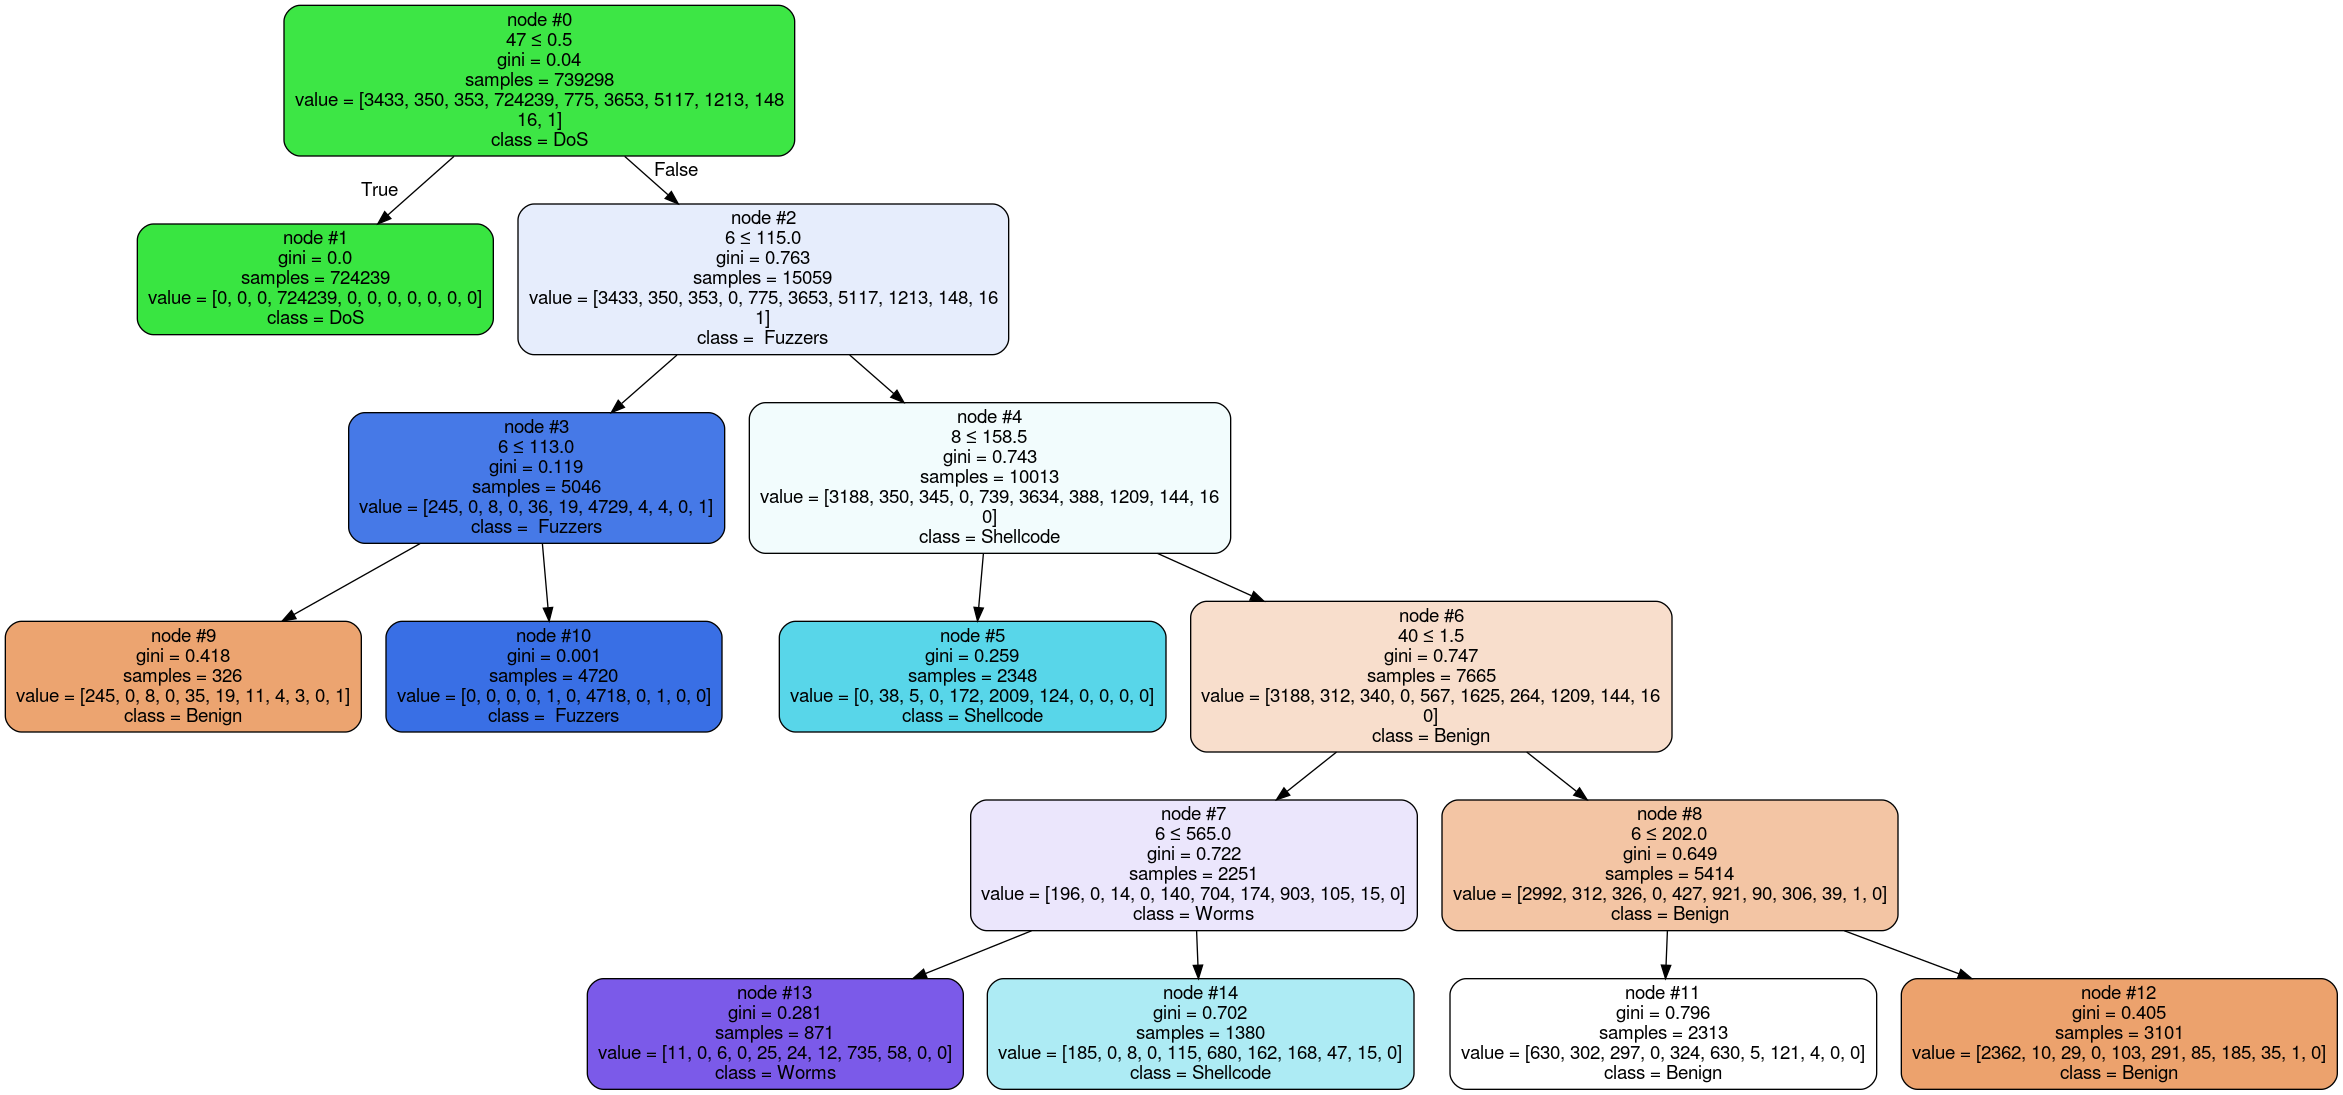 node #0
47 ≤ 0.5
gini = 0.04
samples = 739298
value = [3433, 350, 353, 724239, 775, 3653, 5117, 1213, 148
16, 1]
class = DoS
True
False
node #1
gini = 0.0
samples = 724239
value = [0, 0, 0, 724239, 0, 0, 0, 0, 0, 0, 0]
class = DoS
node #2
6 ≤ 115.0
gini = 0.763
samples = 15059
value = [3433, 350, 353, 0, 775, 3653, 5117, 1213, 148, 16
1]
class =  Fuzzers
node #3
6 ≤ 113.0
gini = 0.119
samples = 5046
value = [245, 0, 8, 0, 36, 19, 4729, 4, 4, 0, 1]
class =  Fuzzers
node #4
8 ≤ 158.5
gini = 0.743
samples = 10013
value = [3188, 350, 345, 0, 739, 3634, 388, 1209, 144, 16
0]
class = Shellcode
node #9
gini = 0.418
samples = 326
value = [245, 0, 8, 0, 35, 19, 11, 4, 3, 0, 1]
class = Benign
node #10
gini = 0.001
samples = 4720
value = [0, 0, 0, 0, 1, 0, 4718, 0, 1, 0, 0]
class =  Fuzzers
node #5
gini = 0.259
samples = 2348
value = [0, 38, 5, 0, 172, 2009, 124, 0, 0, 0, 0]
class = Shellcode
node #6
40 ≤ 1.5
gini = 0.747
samples = 7665
value = [3188, 312, 340, 0, 567, 1625, 264, 1209, 144, 16
0]
class = Benign
node #7
6 ≤ 565.0
gini = 0.722
samples = 2251
value = [196, 0, 14, 0, 140, 704, 174, 903, 105, 15, 0]
class = Worms
node #8
6 ≤ 202.0
gini = 0.649
samples = 5414
value = [2992, 312, 326, 0, 427, 921, 90, 306, 39, 1, 0]
class = Benign
node #13
gini = 0.281
samples = 871
value = [11, 0, 6, 0, 25, 24, 12, 735, 58, 0, 0]
class = Worms
node #14
gini = 0.702
samples = 1380
value = [185, 0, 8, 0, 115, 680, 162, 168, 47, 15, 0]
class = Shellcode
node #11
gini = 0.796
samples = 2313
value = [630, 302, 297, 0, 324, 630, 5, 121, 4, 0, 0]
class = Benign
node #12
gini = 0.405
samples = 3101
value = [2362, 10, 29, 0, 103, 291, 85, 185, 35, 1, 0]
class = Benign